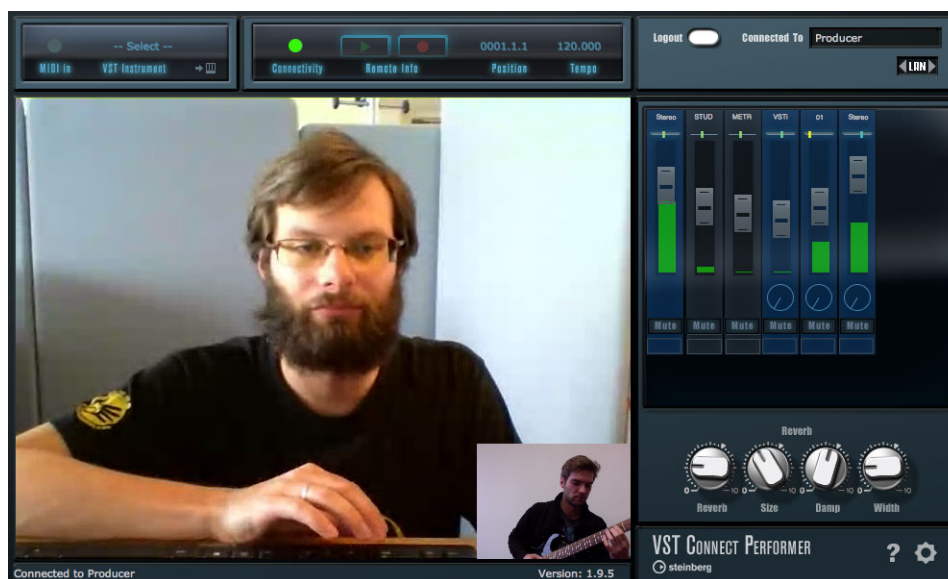 -- Select --
MIDI in VST Instrument
0001.1.1 120.000
Connectivity Remote Info Position Tempo
Logout Connected To Producer
LAN
Stereo STUD METR VSTi 01 Stereo
Mute Mute Mute Mute Mute Mute
Reverb
0 10 0 10 0 10 0 10
Reverb Size Damp Width
VST CONNECT PERFORMER ?
steinberg
Connected to Producer Version: 1.9.5